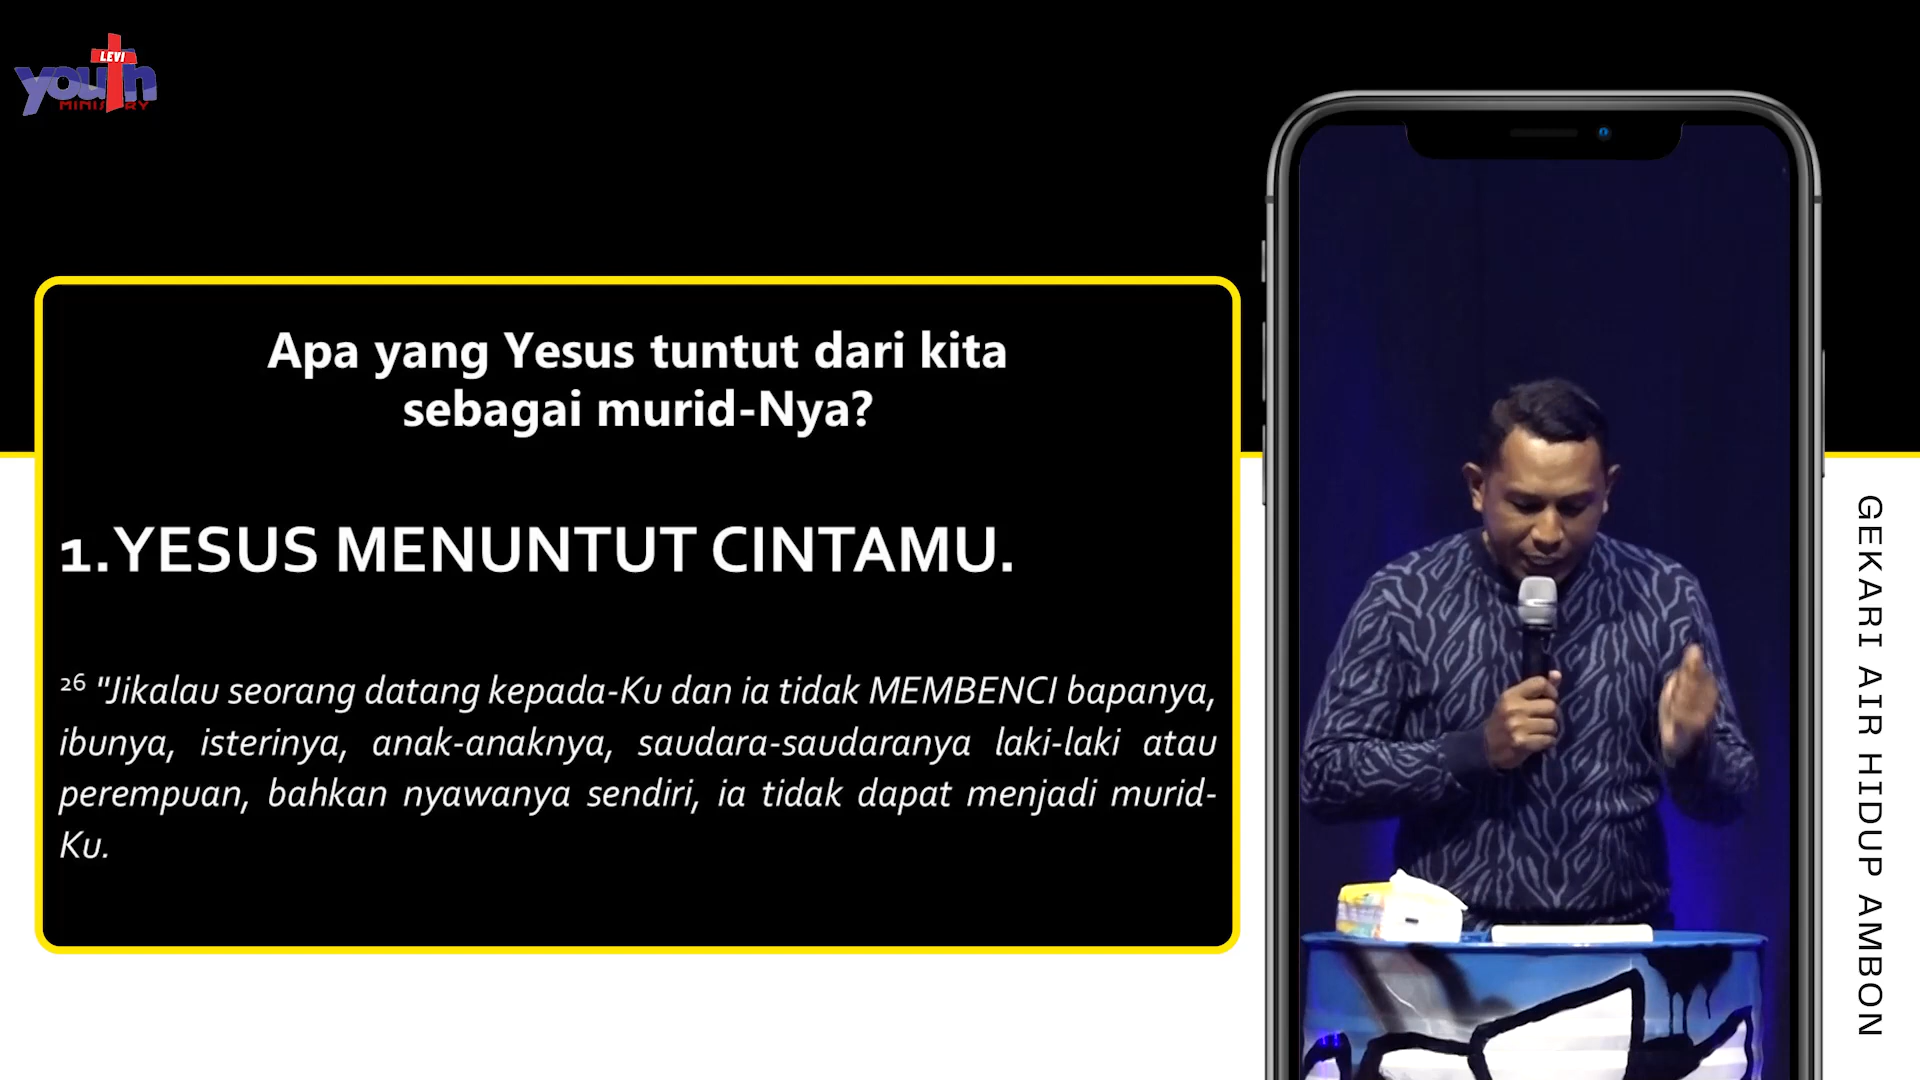 LEVI
youth
MINISTRY
Apa yang Yesus tuntut dari kita
sebagai murid-Nya?
1.YESUS MENUNTUT CINTAMU.
26 "Jikalau seorang datang kepada-Ku dan ia tidak MEMBENCI bapanya,
ibunya, isterinya, anak-anaknya, saudara-saudaranya laki-laki atau
perempuan, bahkan nyawanya sendiri, ia tidak dapat menjadi murid-
Ku.
GEKARI AIR HIDUP AMBON